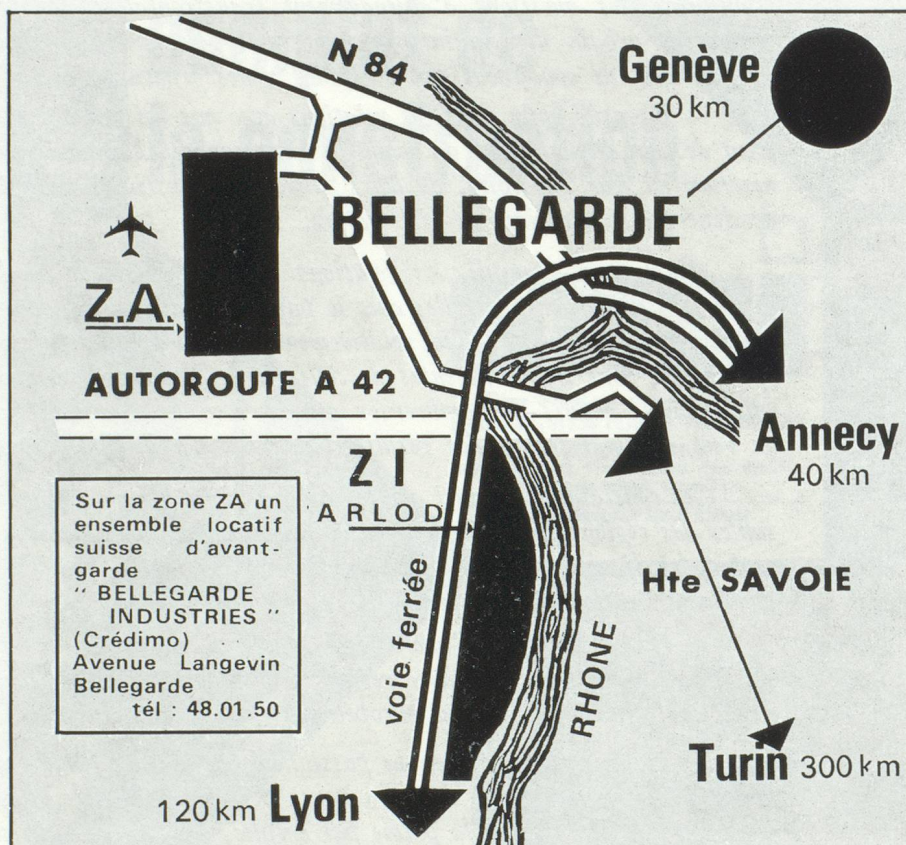 N 84
Genève
30 km
BELLEGARDE
Z.A.
AUTOROUTE A 42
Annecy
40 km
Z I
ARLOD
Sur la zone ZA un
ensemble locatif
suisse d'avant-
garde
" BELLEGARDE
INDUSTRIES "
(Crédimo)
Avenue Langevin
Bellegarde
tél : 48.01.50
voie ferrée
Hte SAVOIE
RHONE
Turin 300 km
120 km Lyon